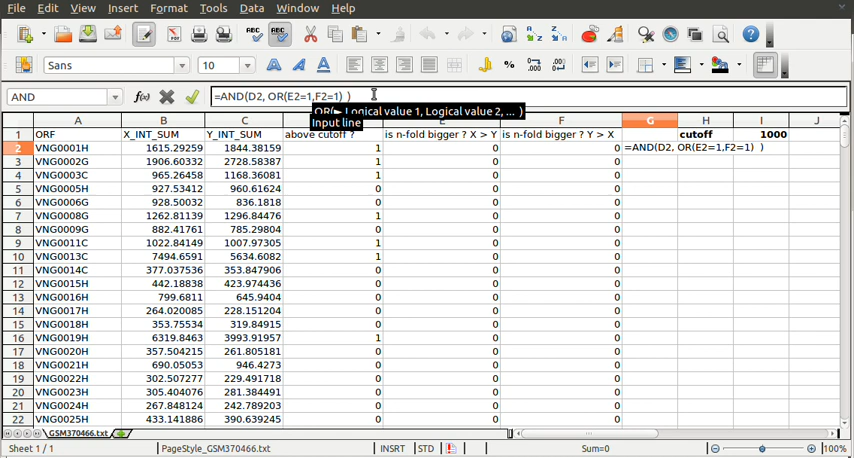 File Edit View Insert Format Tools Data Window Help
Sans 10
AND =AND(D2, OR(E2=1,F2=1) )
OR(► Logical value 1, Logical value 2, ... )
Input line
A B C E F G H I J
1 ORF X_INT_SUM Y_INT_SUM above cutoff ? is n-fold bigger ? X > Y is n-fold bigger ? Y > X cutoff 1000
2 VNG0001H 1615.29259 1844.38159 1 0 0 =AND(D2, OR(E2=1,F2=1) )
3 VNG0002G 1906.60332 2728.58387 1 0 0
4 VNG0003C 965.26458 1168.36081 1 0 0
5 VNG0005H 927.53412 960.61624 0 0 0
6 VNG0006G 928.50032 836.1818 0 0 0
7 VNG0008G 1262.81139 1296.84476 1 0 0
8 VNG0009G 882.41761 785.29804 0 0 0
9 VNG0011C 1022.84149 1007.97305 1 0 0
10 VNG0013C 7494.6591 5634.6082 1 0 0
11 VNG0014C 377.037536 353.847906 0 0 0
12 VNG0015H 442.18838 423.974436 0 0 0
13 VNG0016H 799.6811 645.9404 0 0 0
14 VNG0017H 264.020085 228.151204 0 0 0
15 VNG0018H 353.75534 319.84915 0 0 0
16 VNG0019H 6319.8463 3993.91957 1 0 0
17 VNG0020H 357.504215 261.805181 0 0 0
18 VNG0021H 690.05053 946.4273 0 0 0
19 VNG0022H 302.507277 229.491718 0 0 0
20 VNG0023H 305.404076 281.384491 0 0 0
21 VNG0024H 267.848124 242.789203 0 0 0
22 VNG0025H 433.141886 390.639245 0 0 0
GSM370466.txt
Sheet 1 / 1 PageStyle_GSM370466.txt INSRT STD Sum=0 100%